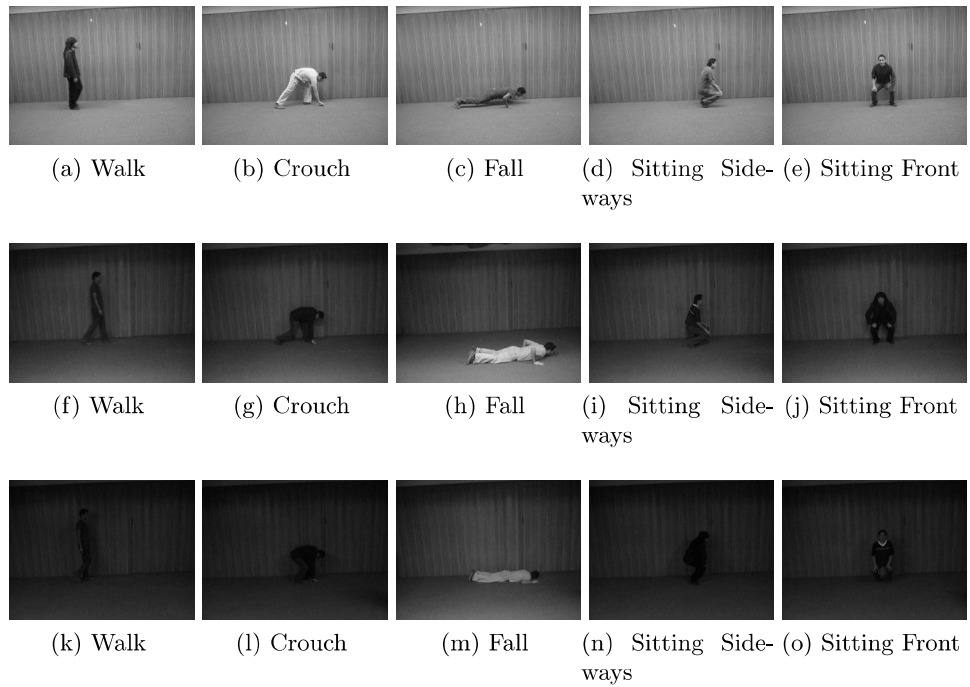 (a) Walk
(b) Crouch
(c) Fall
(d) Sitting Side-
ways
(e) Sitting Front
(f) Walk
(g) Crouch
(h) Fall
(i) Sitting Side-
ways
(j) Sitting Front
(k) Walk
(l) Crouch
(m) Fall
(n) Sitting Side-
ways
(o) Sitting Front